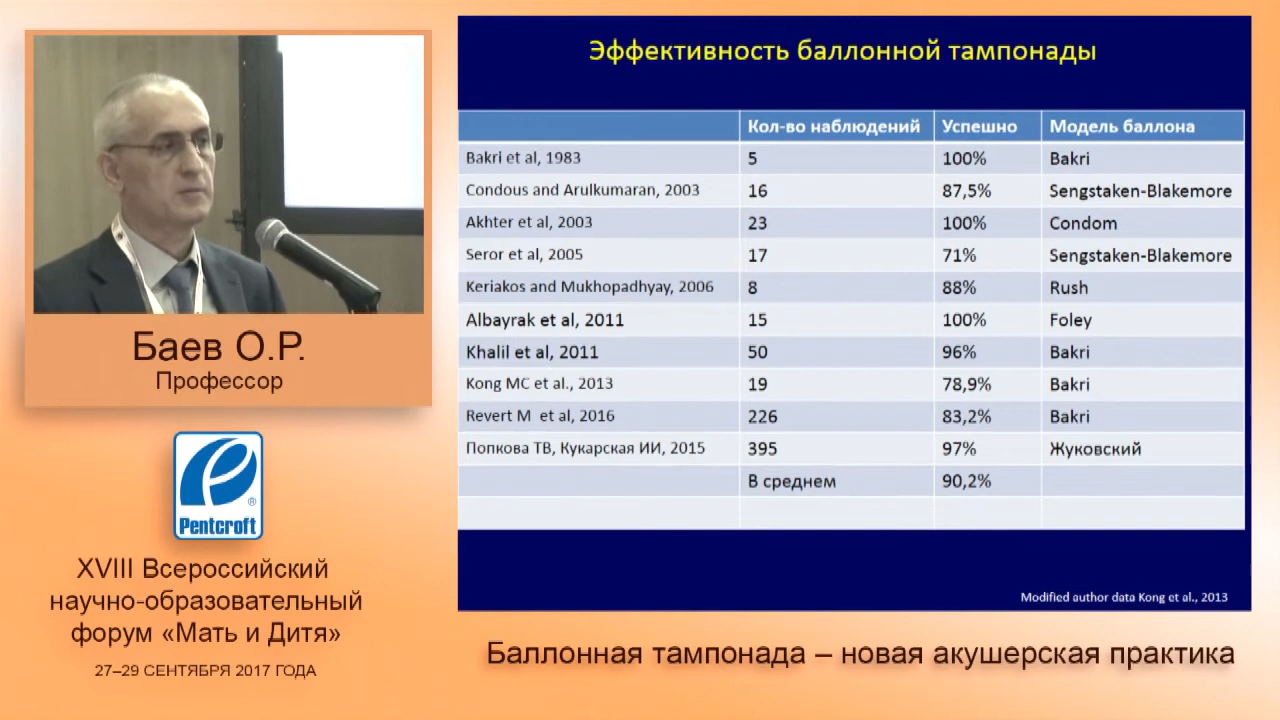 Баев О.Р.
Профессор
Pentcroft
®
XVIII Всероссийский
научно-образовательный
форум «Мать и Дитя»
27–29 СЕНТЯБРЯ 2017 ГОДА
Эффективность баллонной тампонады
Кол-во наблюдений Успешно Модель баллона
Bakri et al, 1983 5 100% Bakri
Condous and Arulkumaran, 2003 16 87,5% Sengstaken-Blakemore
Akhter et al, 2003 23 100% Condom
Seror et al, 2005 17 71% Sengstaken-Blakemore
Keriakos and Mukhopadhyay, 2006 8 88% Rush
Albayrak et al, 2011 15 100% Foley
Khalil et al, 2011 50 96% Bakri
Kong MC et al., 2013 19 78,9% Bakri
Revert M et al, 2016 226 83,2% Bakri
Попкова ТВ, Кукарская ИИ, 2015 395 97% Жуковский
В среднем 90,2%
Modified author data Kong et al., 2013
Баллонная тампонада – новая акушерская практика